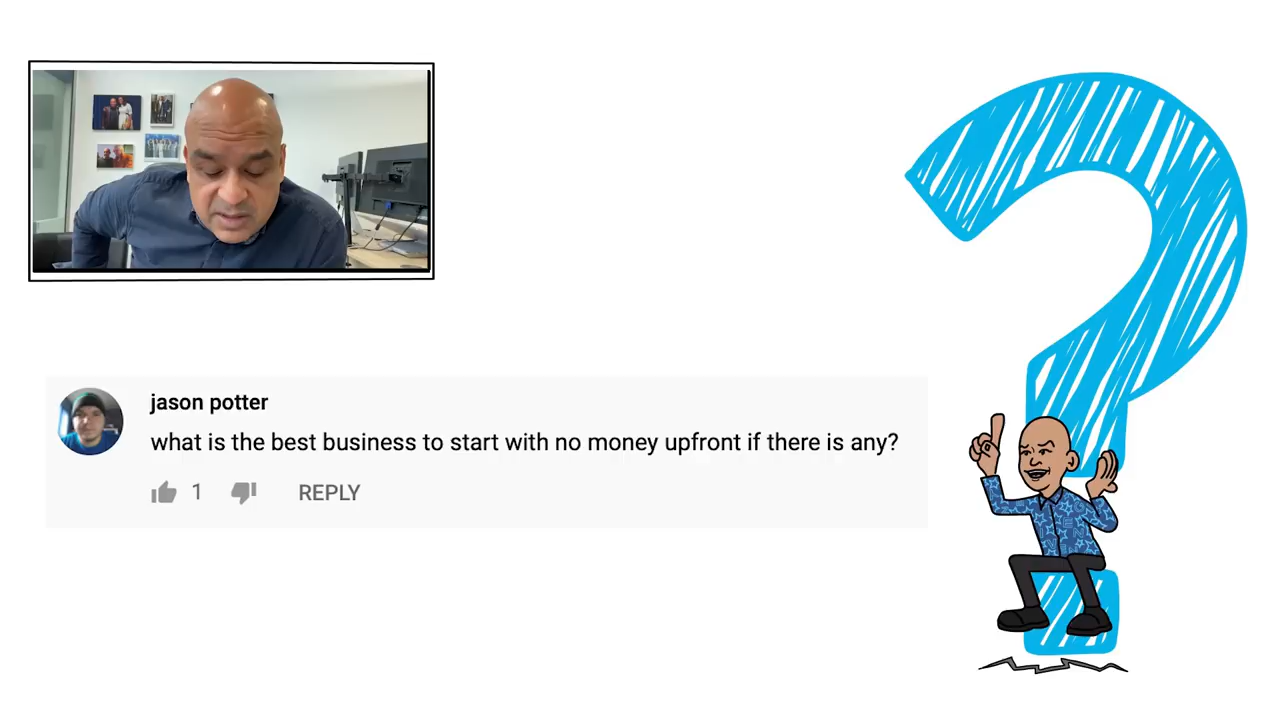 jason potter
what is the best business to start with no money upfront if there is any?
1
REPLY